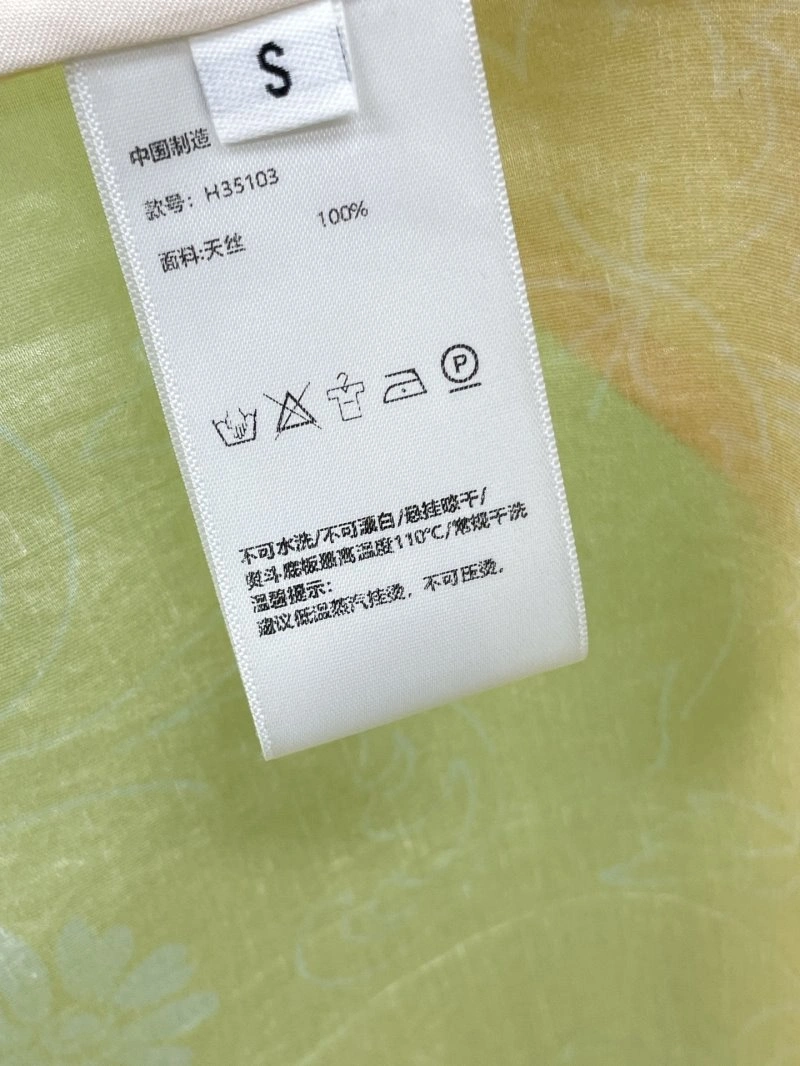 S
中国制造
款号：H35103
面料:天丝 100%
P
不可水洗/不可漂白/悬挂晾干/
熨斗底板最高温度110℃/常规干洗
温馨提示：
建议低温蒸汽挂烫，不可压烫，